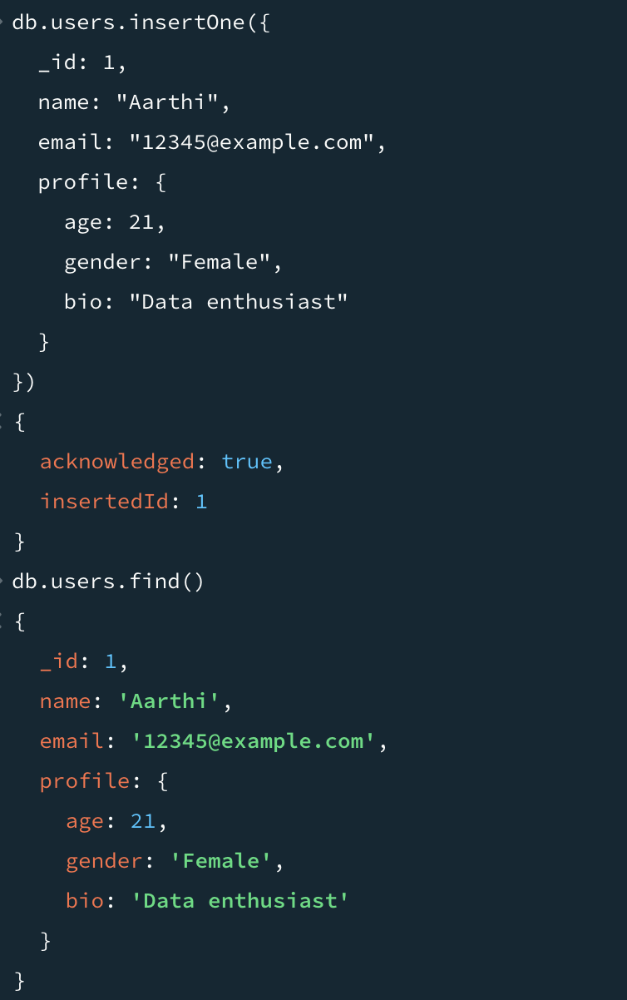 db.users.insertOne({
  _id: 1,
  name: "Aarthi",
  email: "12345@example.com",
  profile: {
    age: 21,
    gender: "Female",
    bio: "Data enthusiast"
  }
})
{
  acknowledged: true,
  insertedId: 1
}
db.users.find()
{
  _id: 1,
  name: 'Aarthi',
  email: '12345@example.com',
  profile: {
    age: 21,
    gender: 'Female',
    bio: 'Data enthusiast'
  }
}